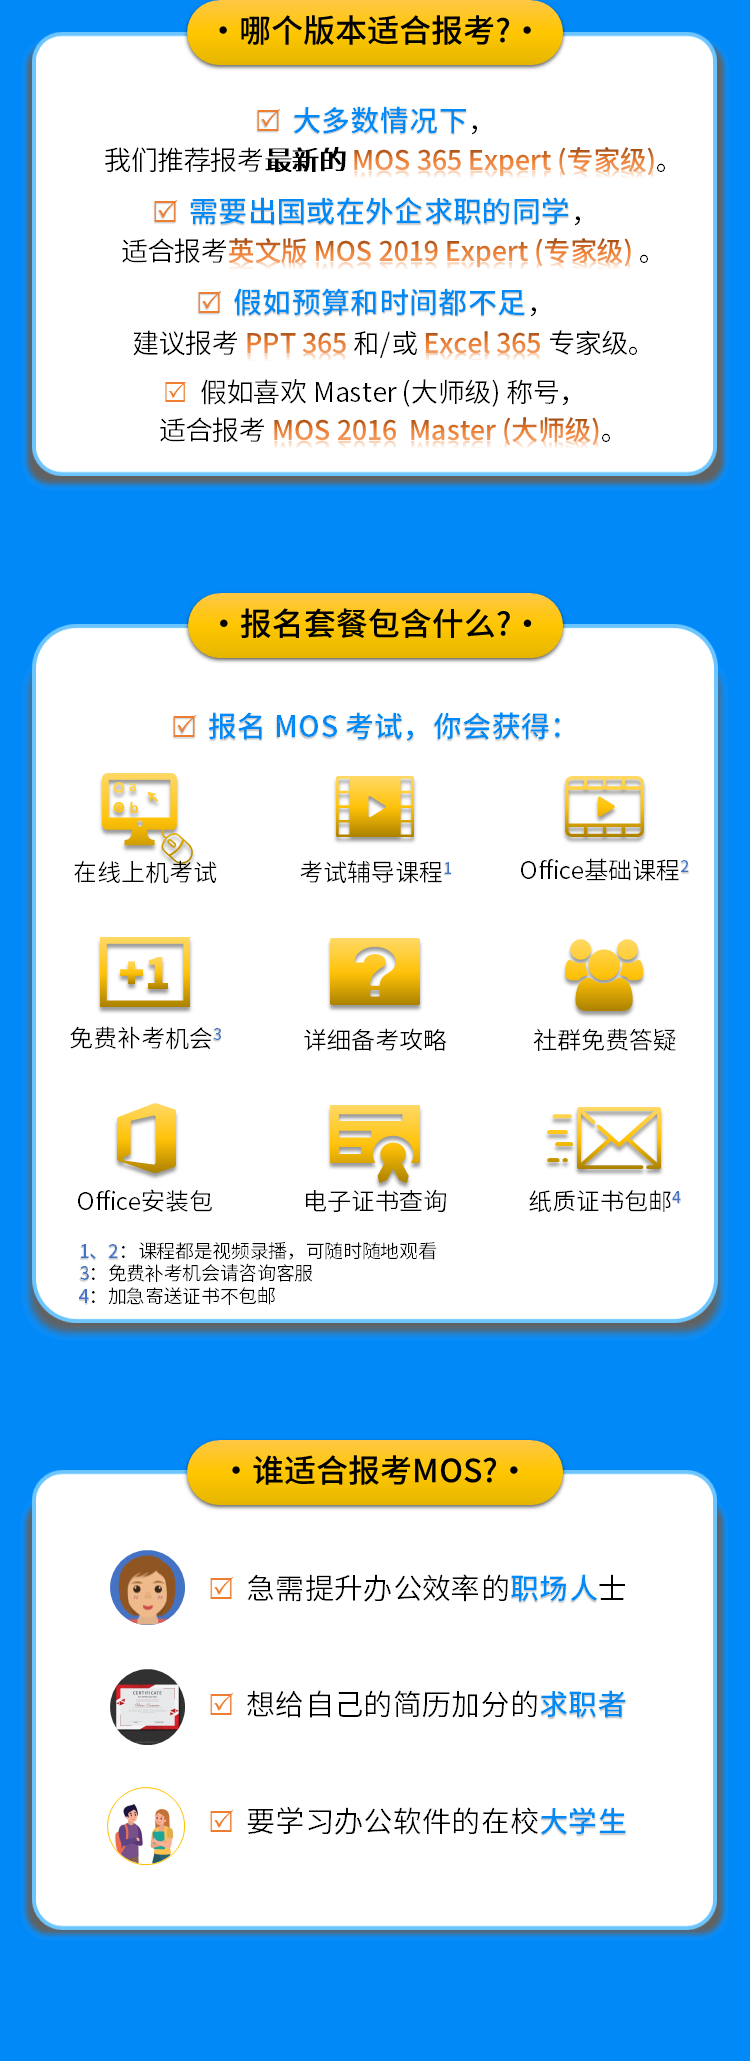 ·哪个版本适合报考?·
大多数情况下，
我们推荐报考最新的 MOS 365 Expert (专家级)。
需要出国或在外企求职的同学，
适合报考英文版 MOS 2019 Expert (专家级) 。
假如预算和时间都不足，
建议报考 PPT 365 和/或 Excel 365 专家级。
假如喜欢 Master (大师级) 称号，
适合报考 MOS 2016 Master (大师级)。
·报名套餐包含什么?·
报名 MOS 考试，你会获得：
在线上机考试
考试辅导课程1
Office基础课程2
+1
?
免费补考机会3
详细备考攻略
社群免费答疑
Office安装包
电子证书查询
纸质证书包邮4
1、2：课程都是视频录播，可随时随地观看
3：免费补考机会请咨询客服
4：加急寄送证书不包邮
·谁适合报考MOS?·
急需提升办公效率的职场人士
CERTIFICATE
想给自己的简历加分的求职者
要学习办公软件的在校大学生